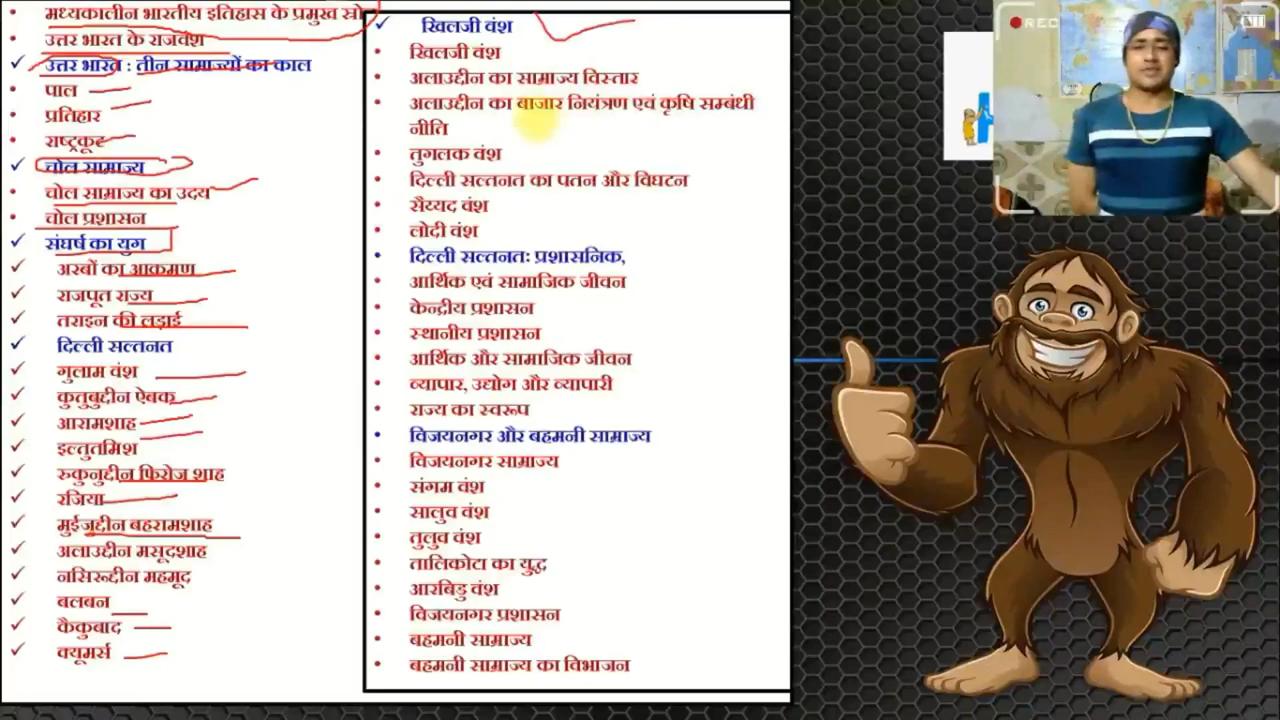 मध्यकालीन भारतीय इतिहास के प्रमुख
उत्तर भारत के राजवंश
उत्तर भारत : तीन साम्राज्यों का काल
पाल
प्रतिहार
राष्ट्रकूट
चोल साम्राज्य
चोल साम्राज्य का उदय
चोल प्रशासन
संघर्ष का युग
अरबों का आक्रमण
राजपूत राज्य
तराइन की लड़ाई
दिल्ली सल्तनत
गुलाम वंश
कुतुबुद्दीन ऐबक
आरामशाह
इल्तुतमिश
रुकुनुद्दीन फिरोज शाह
रजिया
मुईजुद्दीन बहरामशाह
अलाउद्दीन मसूदशाह
नसिरूद्दीन महमूद
बलबन
कैकुबाद
क्यूमर्स
खिलजी वंश
खिलजी वंश
अलाउद्दीन का साम्राज्य विस्तार
अलाउद्दीन का बाजार नियंत्रण एवं कृषि सम्बंधी
नीति
तुगलक वंश
दिल्ली सल्तनत का पतन और विघटन
सैय्यद वंश
लोदी वंश
दिल्ली सल्तनतः प्रशासनिक,
आर्थिक एवं सामाजिक जीवन
केन्द्रीय प्रशासन
स्थानीय प्रशासन
आर्थिक और सामाजिक जीवन
व्यापार, उद्योग और व्यापारी
राज्य का स्वरूप
विजयनगर और बहमनी साम्राज्य
विजयनगर साम्राज्य
संगम वंश
सालुव वंश
तुलुव वंश
तालिकोटा का युद्ध
आरबिडु वंश
विजयनगर प्रशासन
बहमनी साम्राज्य
बहमनी साम्राज्य का विभाजन
REC